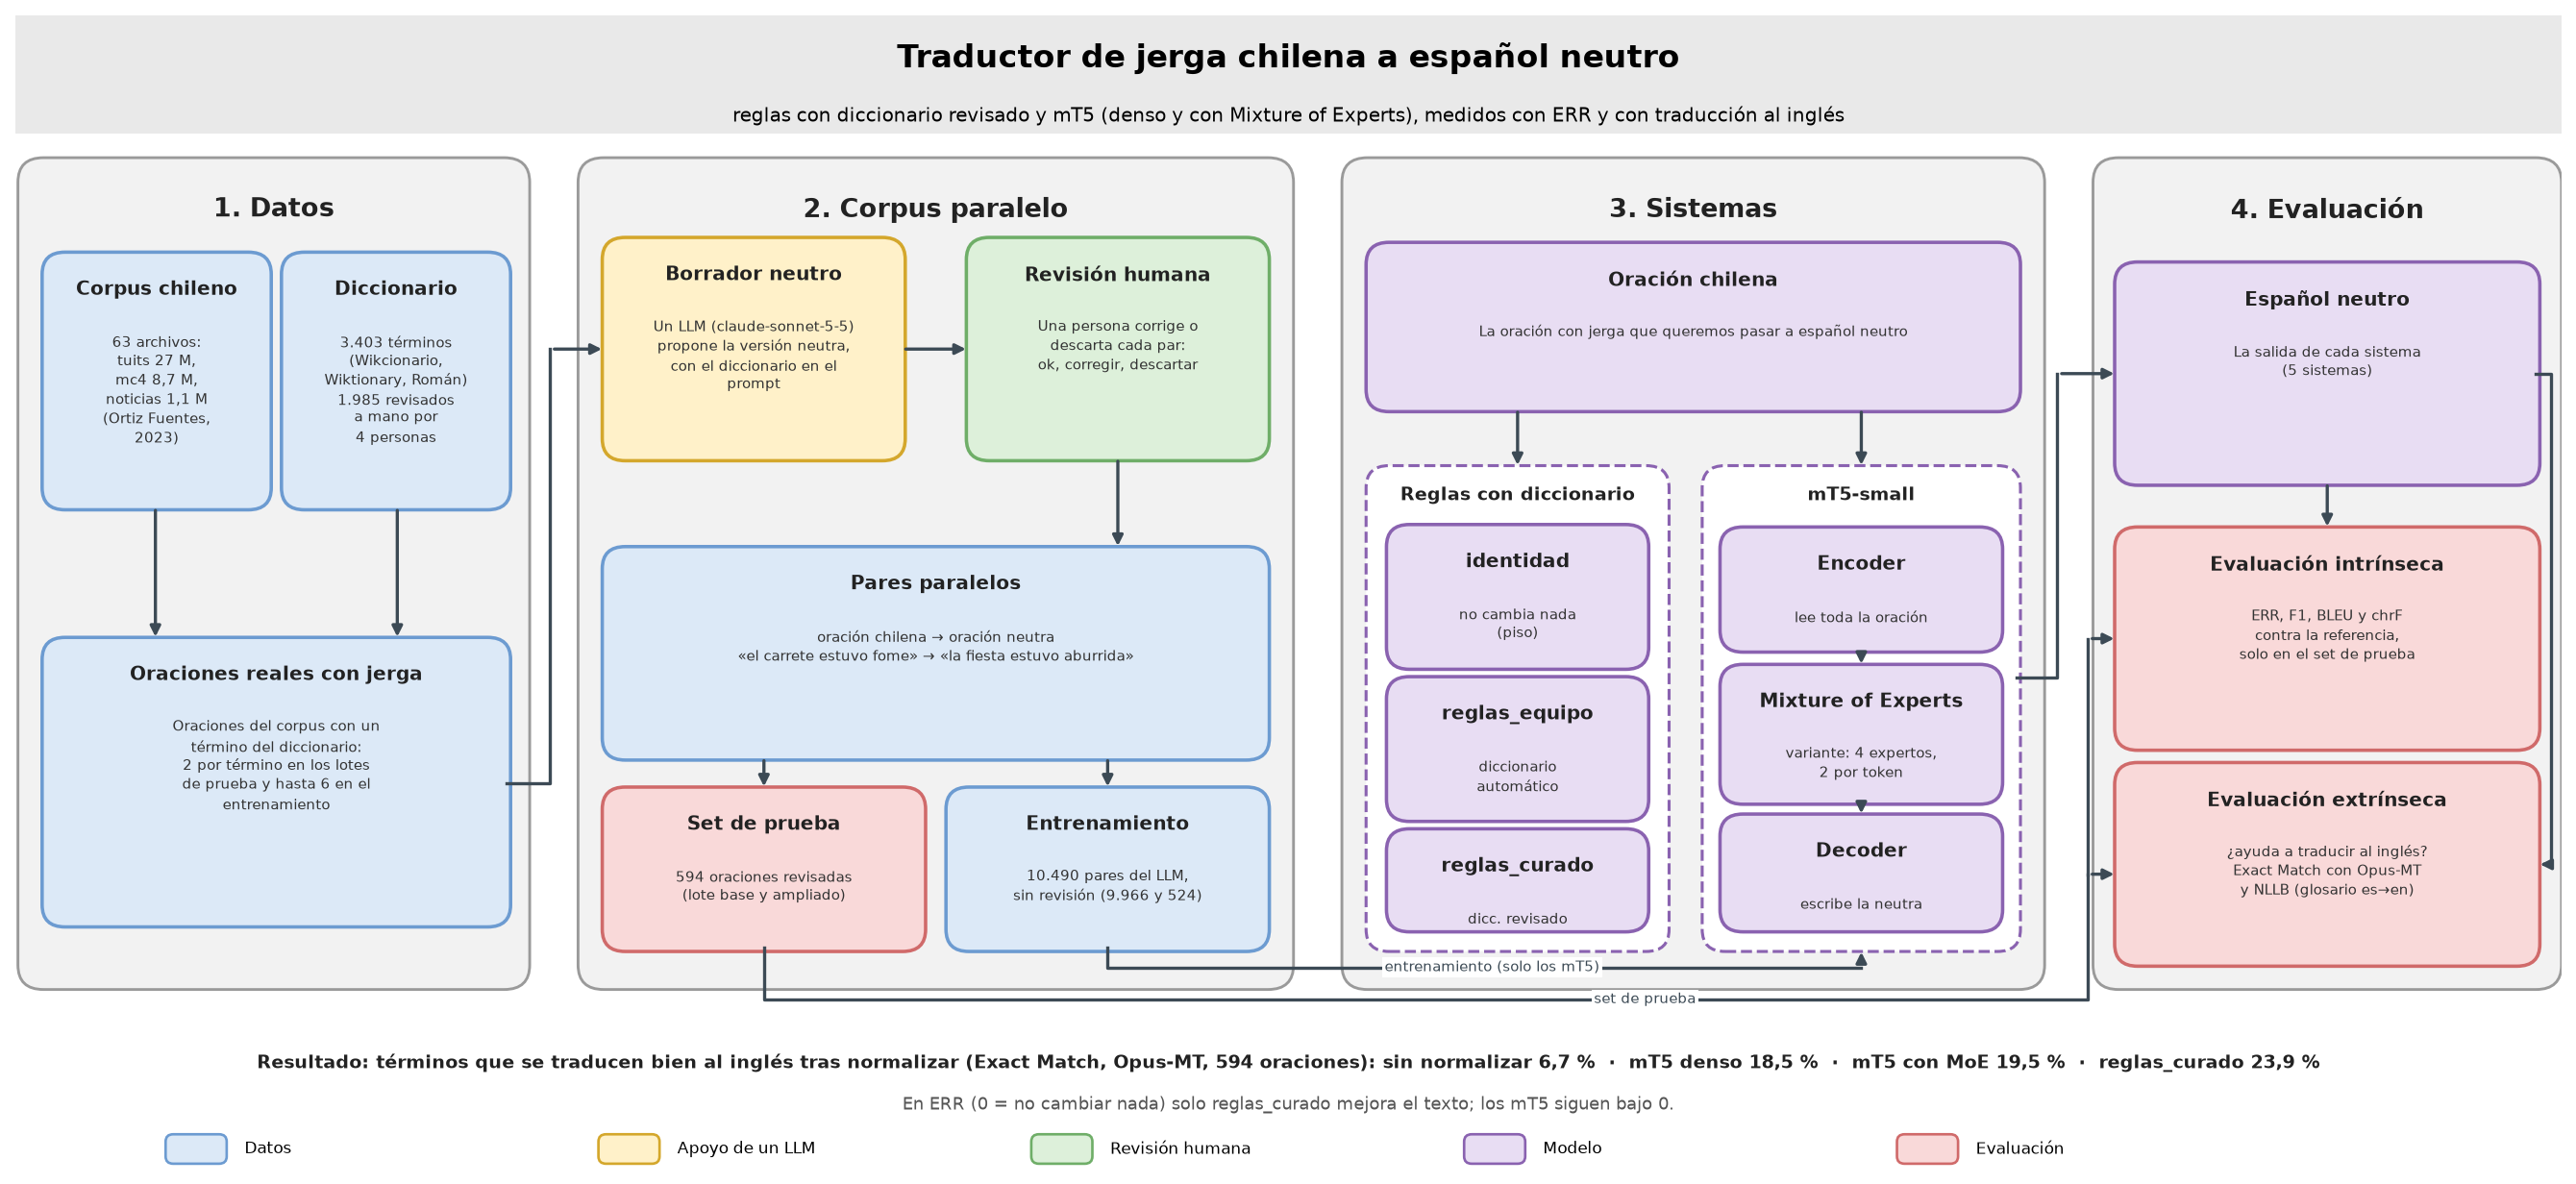 Traductor de jerga chilena a español neutro
reglas con diccionario revisado y mT5 (denso y con Mixture of Experts), medidos con ERR y con traducción al inglés
1. Datos
Corpus chileno
63 archivos:
tuits 27 M,
mc4 8,7 M,
noticias 1,1 M
(Ortiz Fuentes,
2023)
Diccionario
3.403 términos
(Wikcionario,
Wiktionary, Román)
1.985 revisados
a mano por
4 personas
Oraciones reales con jerga
Oraciones del corpus con un
término del diccionario:
2 por término en los lotes
de prueba y hasta 6 en el
entrenamiento
2. Corpus paralelo
Borrador neutro
Un LLM (claude-sonnet-5-5)
propone la versión neutra,
con el diccionario en el
prompt
Revisión humana
Una persona corrige o
descarta cada par:
ok, corregir, descartar
Pares paralelos
oración chilena → oración neutra
«el carrete estuvo fome» → «la fiesta estuvo aburrida»
Set de prueba
594 oraciones revisadas
(lote base y ampliado)
Entrenamiento
10.490 pares del LLM,
sin revisión (9.966 y 524)
3. Sistemas
Oración chilena
La oración con jerga que queremos pasar a español neutro
Reglas con diccionario
identidad
no cambia nada
(piso)
reglas_equipo
diccionario
automático
reglas_curado
dicc. revisado
mT5-small
Encoder
lee toda la oración
Mixture of Experts
variante: 4 expertos,
2 por token
Decoder
escribe la neutra
entrenamiento (solo los mT5)
set de prueba
4. Evaluación
Español neutro
La salida de cada sistema
(5 sistemas)
Evaluación intrínseca
ERR, F1, BLEU y chrF
contra la referencia,
solo en el set de prueba
Evaluación extrínseca
¿ayuda a traducir al inglés?
Exact Match con Opus-MT
y NLLB (glosario es→en)
Resultado: términos que se traducen bien al inglés tras normalizar (Exact Match, Opus-MT, 594 oraciones): sin normalizar 6,7 % · mT5 denso 18,5 % · mT5 con MoE 19,5 % · reglas_curado 23,9 %
En ERR (0 = no cambiar nada) solo reglas_curado mejora el texto; los mT5 siguen bajo 0.
Datos
Apoyo de un LLM
Revisión humana
Modelo
Evaluación